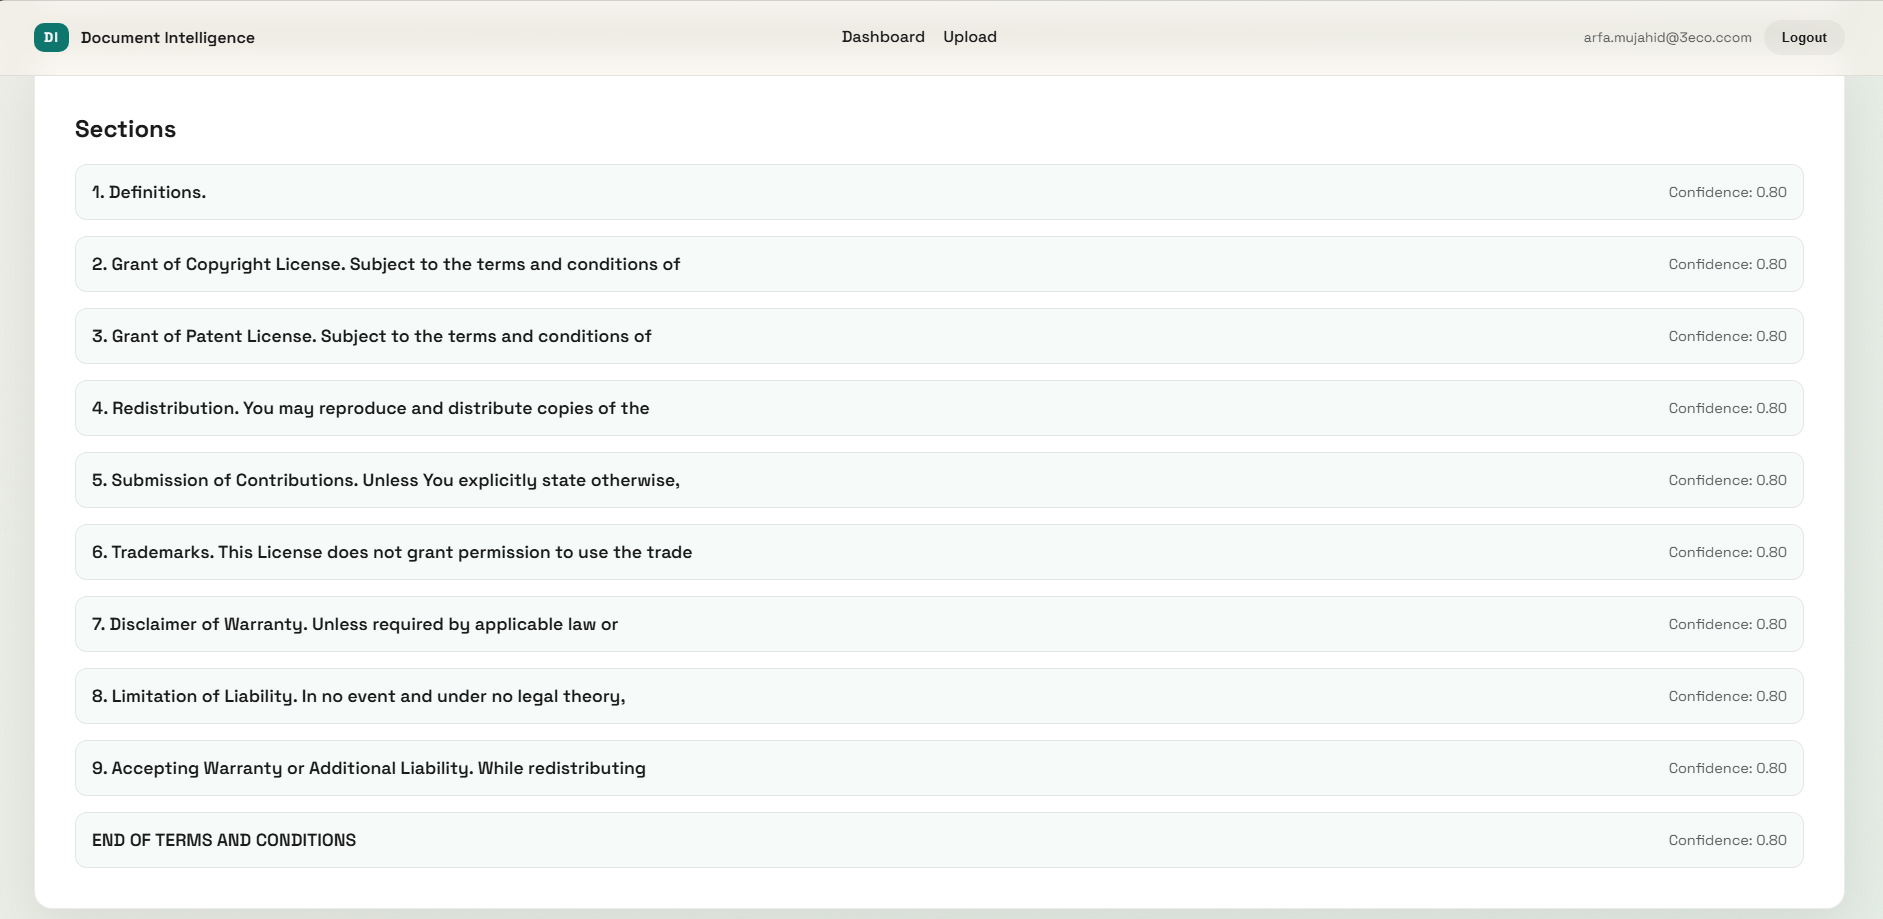 DI Document Intelligence Dashboard Upload arfa.mujahid@3eco.ccom Logout
Sections
1. Definitions. Confidence: 0.80
2. Grant of Copyright License. Subject to the terms and conditions of Confidence: 0.80
3. Grant of Patent License. Subject to the terms and conditions of Confidence: 0.80
4. Redistribution. You may reproduce and distribute copies of the Confidence: 0.80
5. Submission of Contributions. Unless You explicitly state otherwise, Confidence: 0.80
6. Trademarks. This License does not grant permission to use the trade Confidence: 0.80
7. Disclaimer of Warranty. Unless required by applicable law or Confidence: 0.80
8. Limitation of Liability. In no event and under no legal theory, Confidence: 0.80
9. Accepting Warranty or Additional Liability. While redistributing Confidence: 0.80
END OF TERMS AND CONDITIONS Confidence: 0.80